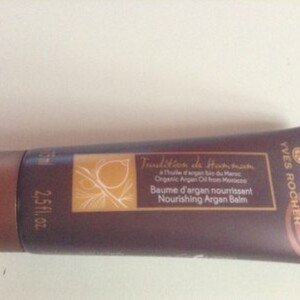 Tradition de Hammam
à l'huile d'argan bio du Maroc
Organic Argan Oil from Morocco
Baume d'argan nourrissant
Nourishing Argan Balm
2.5 fl.oz.
YVES ROCHER